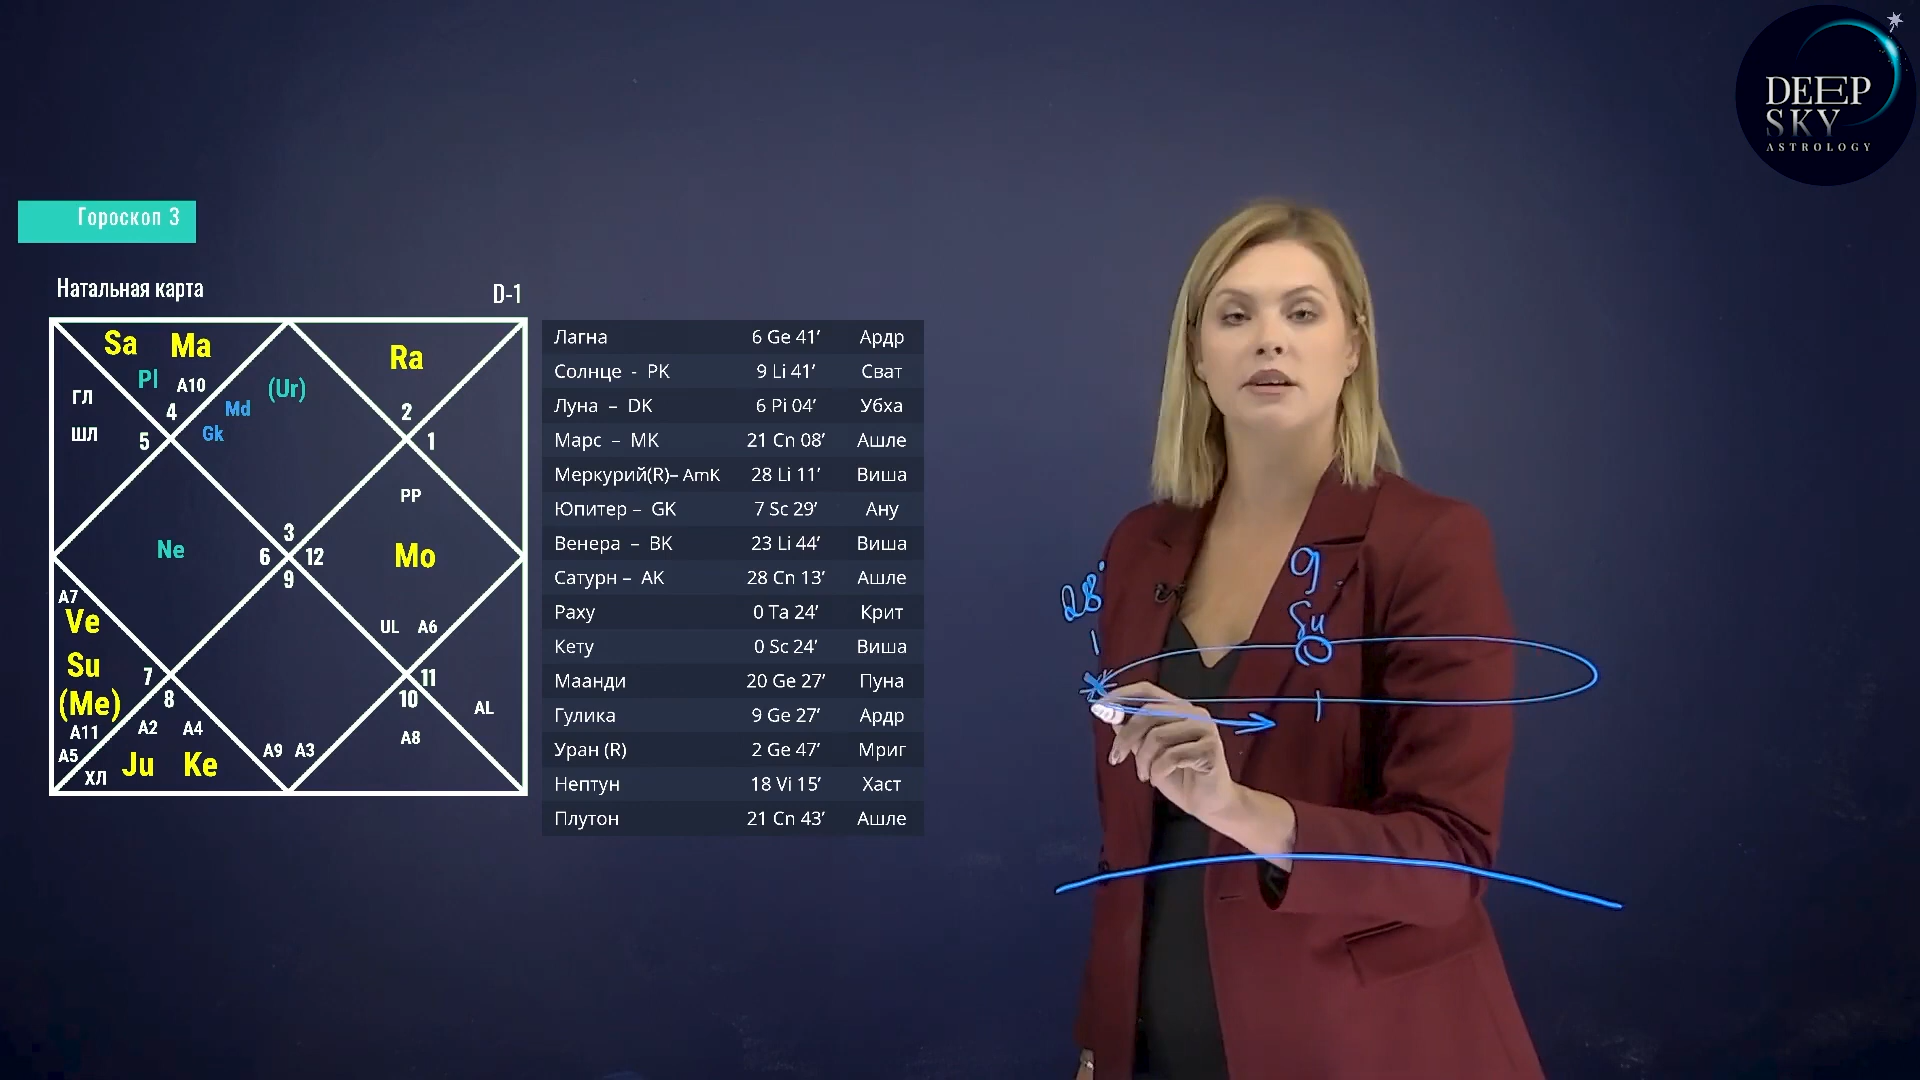 DEEP
SKY
ASTROLOGY
Гороскоп 3
Натальная карта
D-1
Sa Ma
Pl A10
ГЛ
ШЛ
4
5
(Ur)
Md
Gk
Ra
2
1
PP
Ne
3
6 12
9
Mo
A7
Ve
Su
(Me)
A11
A5
ХЛ
7
8
A2 A4
Ju Ke
A9 A3
UL A6
11
10
AL
A8
Лагна 6 Ge 41’ Ардр
Солнце - PK 9 Li 41’ Сват
Луна – DK 6 Pi 04’ Убха
Марс – MK 21 Cn 08’ Ашле
Меркурий(R)– AmK 28 Li 11’ Виша
Юпитер – GK 7 Sc 29’ Ану
Венера – BK 23 Li 44’ Виша
Сатурн – AK 28 Cn 13’ Ашле
Раху 0 Ta 24’ Крит
Кету 0 Sc 24’ Виша
Маанди 20 Ge 27’ Пуна
Гулика 9 Ge 27’ Ардр
Уран (R) 2 Ge 47’ Мриг
Нептун 18 Vi 15’ Хаст
Плутон 21 Cn 43’ Ашле
28°
9
Su